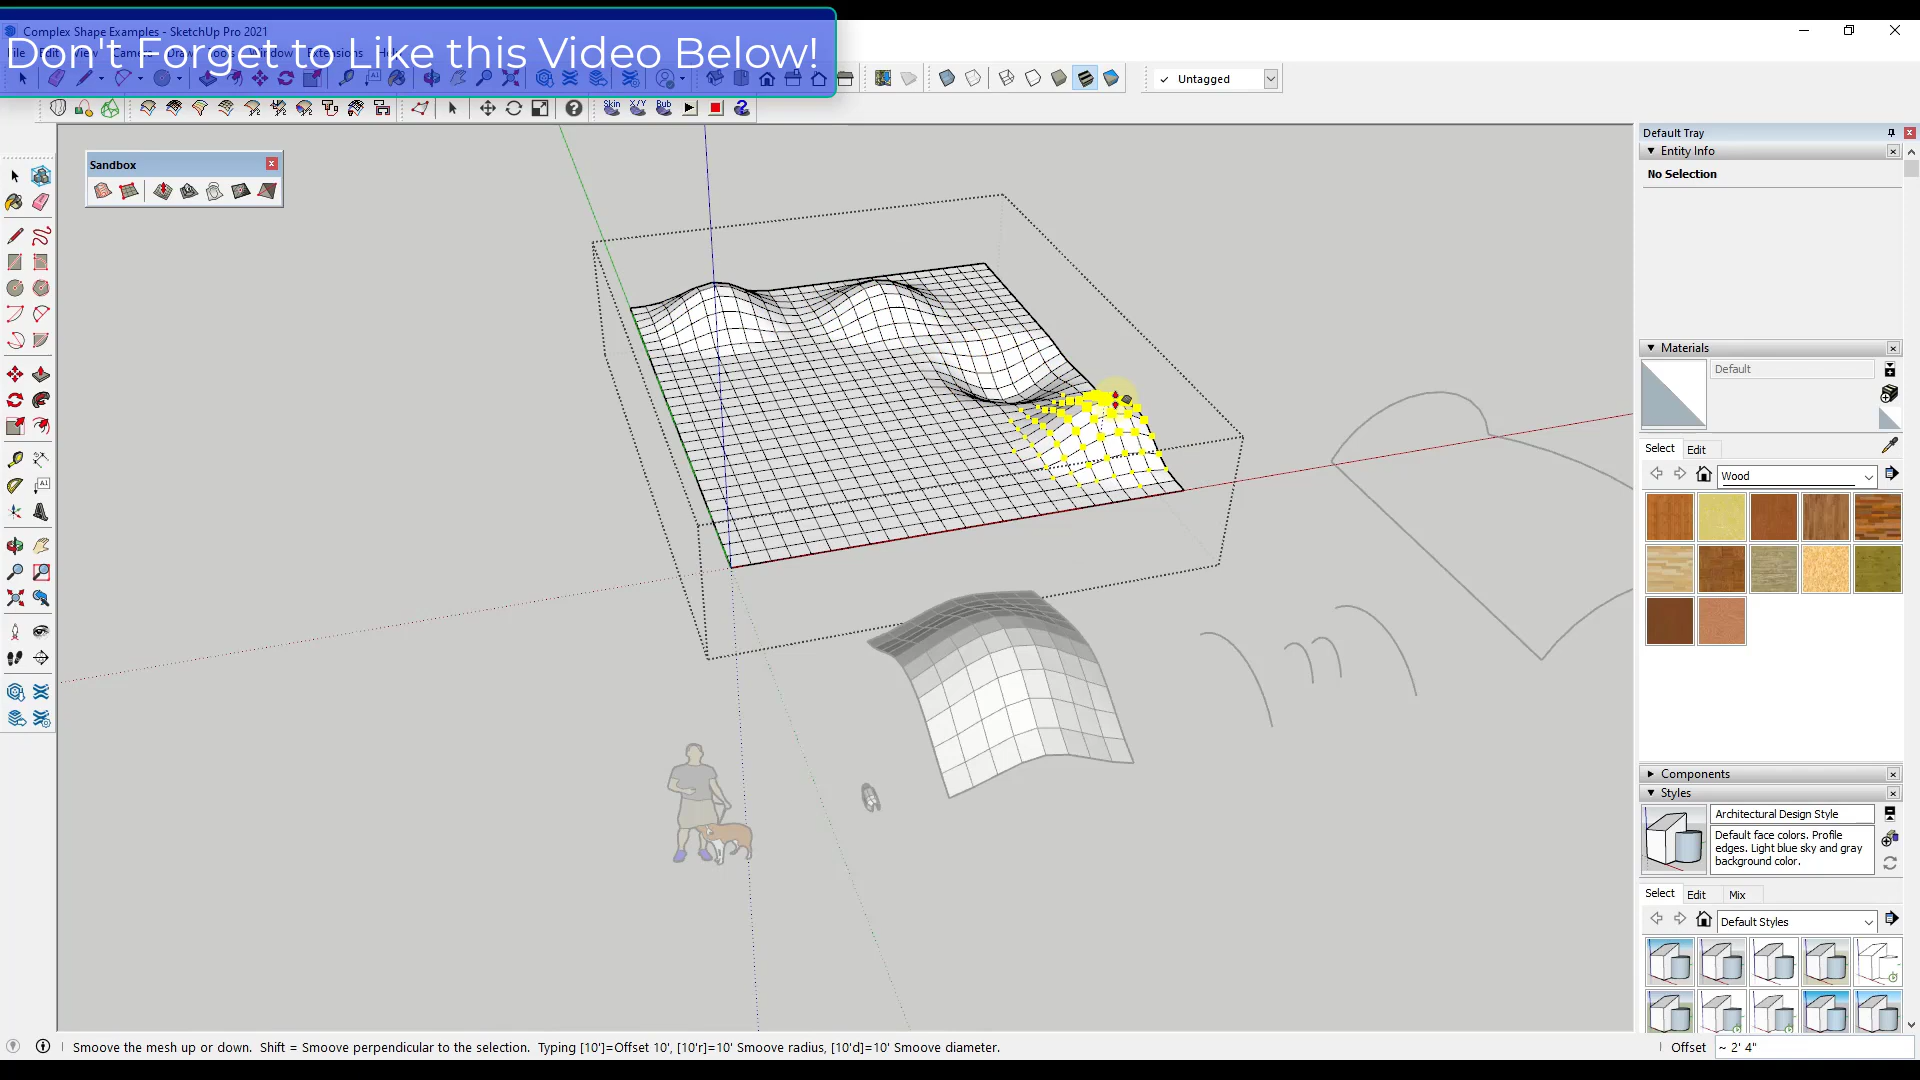 Complex Shape Examples - SketchUp Pro 2021
Don't Forget to Like this Video Below!
Untagged
Skin
X/Y
Bub
Default Tray
Entity Info
No Selection
Sandbox
Materials
Default
Select
Edit
Wood
Components
Styles
Architectural Design Style
Default face colors. Profile
edges. Light blue sky and gray
background color.
Select
Edit
Mix
Default Styles
Smoove the mesh up or down. Shift = Smoove perpendicular to the selection. Typing [10']=Offset 10', [10'r]=10' Smoove radius, [10'd]=10' Smoove diameter.
Offset
~ 2' 4"